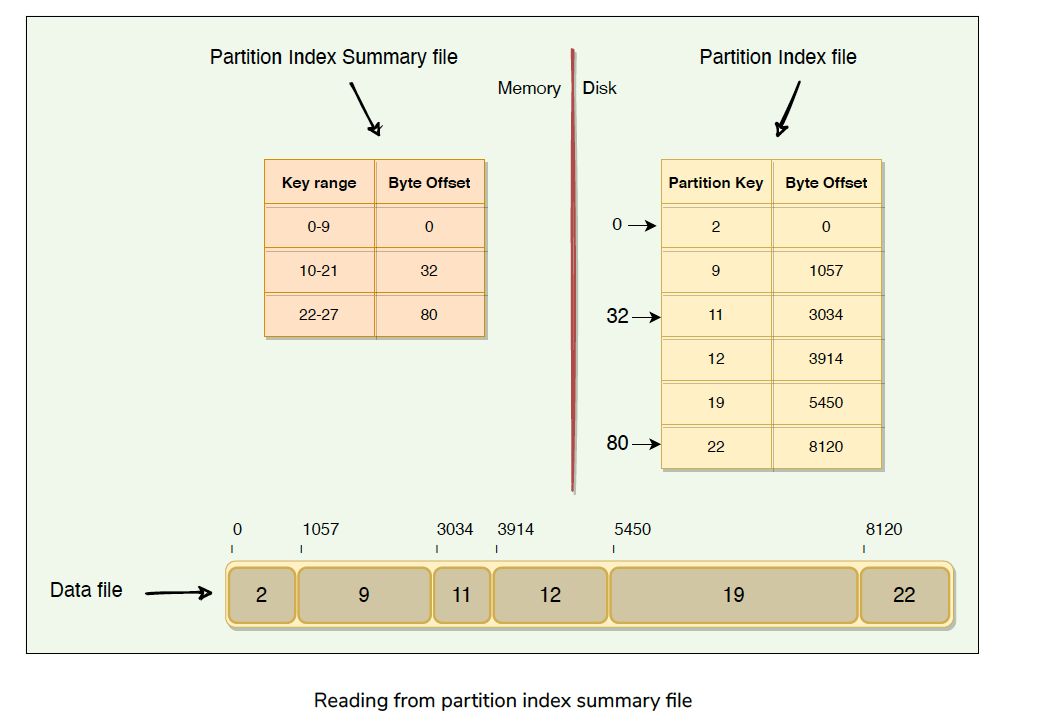 Partition Index Summary file
Partition Index file
Memory
Disk
Key range Byte Offset
0-9 0
10-21 32
22-27 80
Partition Key Byte Offset
0 2 0
9 1057
32 11 3034
12 3914
19 5450
80 22 8120
0 1057 3034 3914 5450 8120
Data file 2 9 11 12 19 22
Reading from partition index summary file